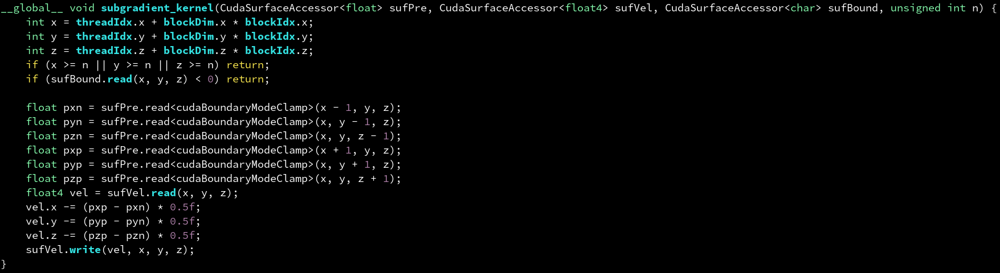 __global__ void subgradient_kernel(CudaSurfaceAccessor<float> sufPre, CudaSurfaceAccessor<float4> sufVel, CudaSurfaceAccessor<char> sufBound, unsigned int n) {
    int x = threadIdx.x + blockDim.x * blockIdx.x;
    int y = threadIdx.y + blockDim.y * blockIdx.y;
    int z = threadIdx.z + blockDim.z * blockIdx.z;
    if (x >= n || y >= n || z >= n) return;
    if (sufBound.read(x, y, z) < 0) return;

    float pxn = sufPre.read<cudaBoundaryModeClamp>(x - 1, y, z);
    float pyn = sufPre.read<cudaBoundaryModeClamp>(x, y - 1, z);
    float pzn = sufPre.read<cudaBoundaryModeClamp>(x, y, z - 1);
    float pxp = sufPre.read<cudaBoundaryModeClamp>(x + 1, y, z);
    float pyp = sufPre.read<cudaBoundaryModeClamp>(x, y + 1, z);
    float pzp = sufPre.read<cudaBoundaryModeClamp>(x, y, z + 1);
    float4 vel = sufVel.read(x, y, z);
    vel.x -= (pxp - pxn) * 0.5f;
    vel.y -= (pyp - pyn) * 0.5f;
    vel.z -= (pzp - pzn) * 0.5f;
    sufVel.write(vel, x, y, z);
}